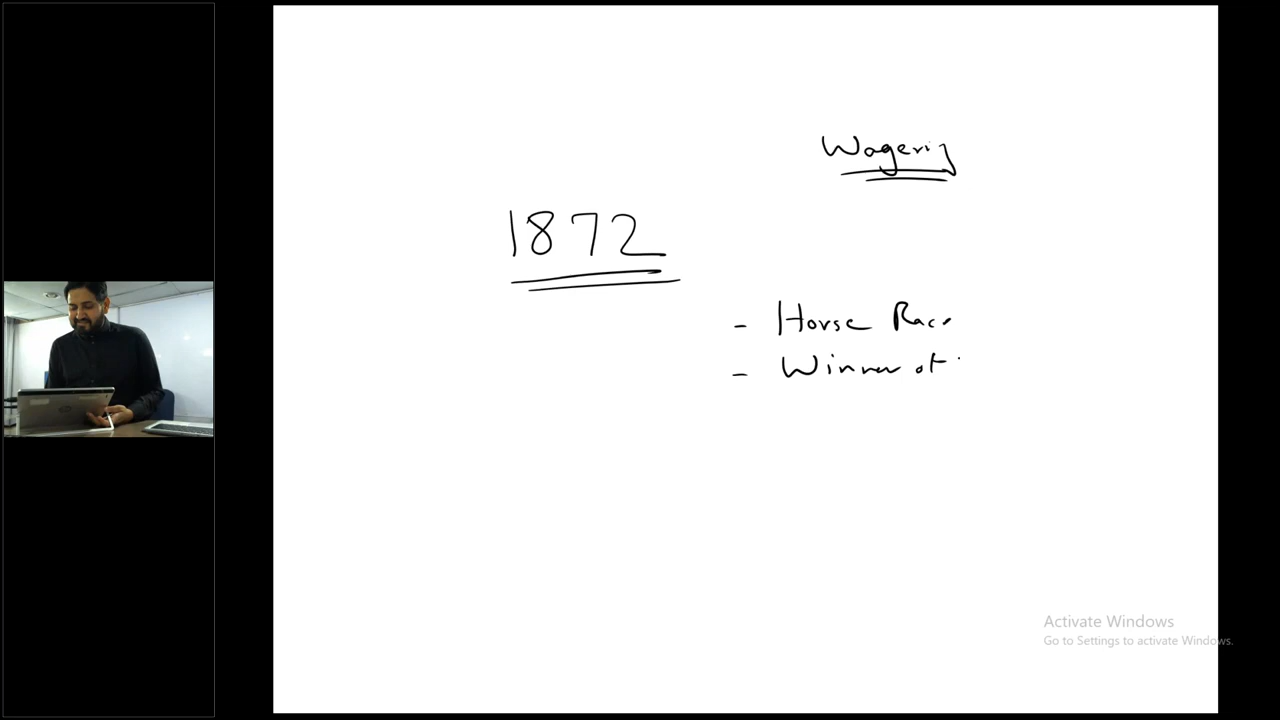 Wagering
1872
- Horse Race
- Winner of
Activate Windows
Go to Settings to activate Windows.